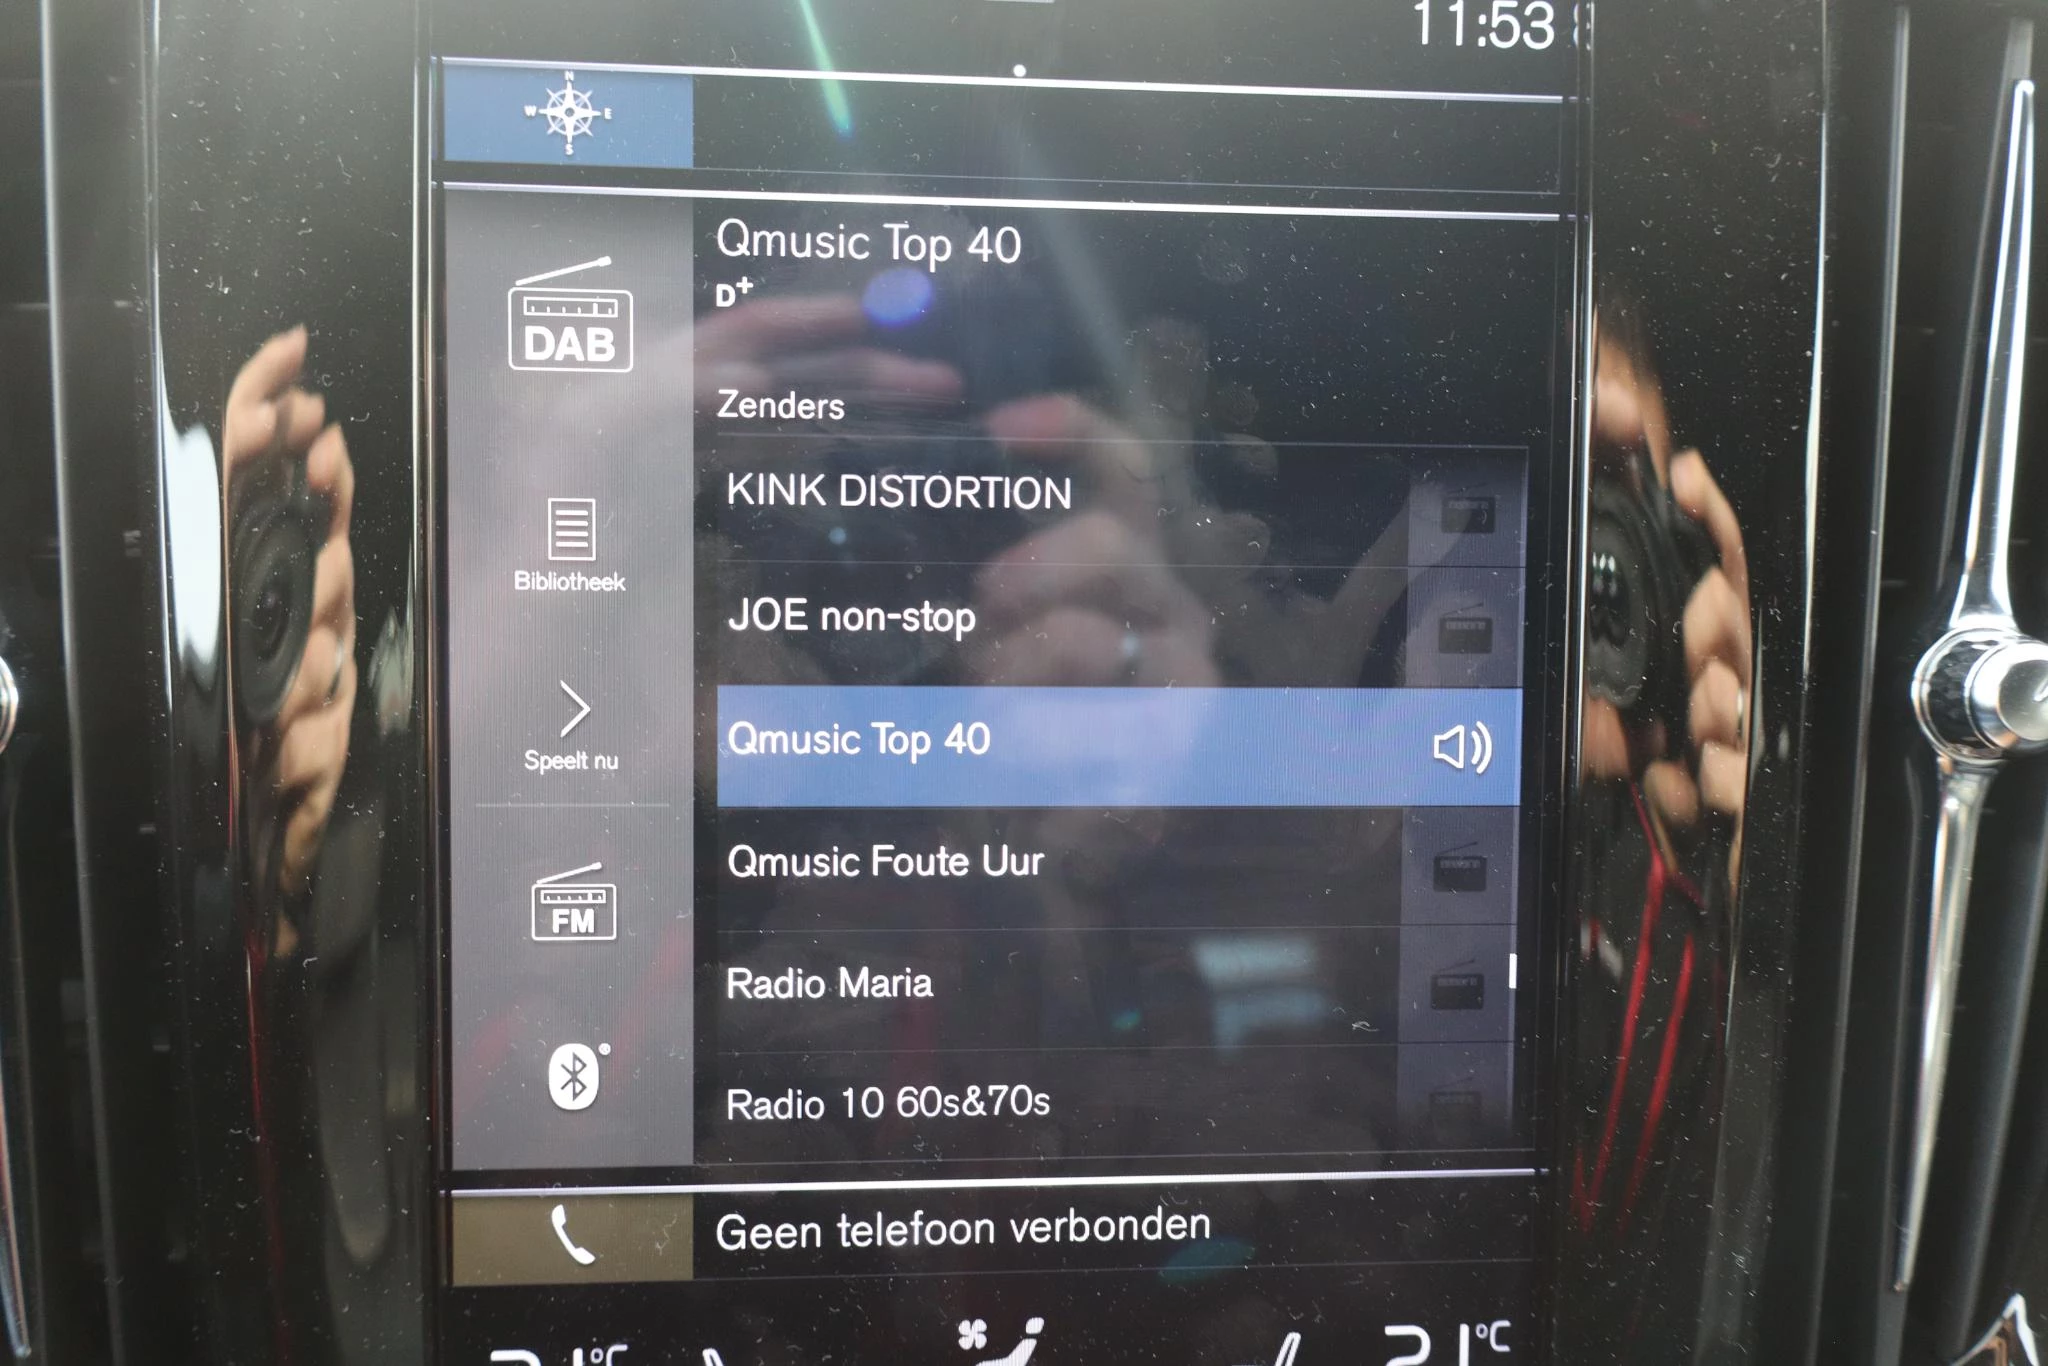 11:53
N
W E
S
Qmusic Top 40
D+
DAB
Zenders
KINK DISTORTION
Bibliotheek
JOE non-stop
Speelt nu
Qmusic Top 40
Qmusic Foute Uur
FM
Radio Maria
Radio 10 60s&70s
Geen telefoon verbonden
21°C